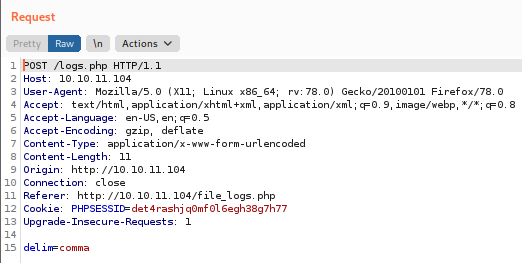 Request
Pretty Raw \n Actions
1 POST /logs.php HTTP/1.1
2 Host: 10.10.11.104
3 User-Agent: Mozilla/5.0 (X11; Linux x86_64; rv:78.0) Gecko/20100101 Firefox/78.0
4 Accept: text/html,application/xhtml+xml,application/xml;q=0.9,image/webp,*/*;q=0.8
5 Accept-Language: en-US,en;q=0.5
6 Accept-Encoding: gzip, deflate
7 Content-Type: application/x-www-form-urlencoded
8 Content-Length: 11
9 Origin: http://10.10.11.104
10 Connection: close
11 Referer: http://10.10.11.104/file_logs.php
12 Cookie: PHPSESSID=det4rashjq0mf0l6egh38g7h77
13 Upgrade-Insecure-Requests: 1
14
15 delim=comma